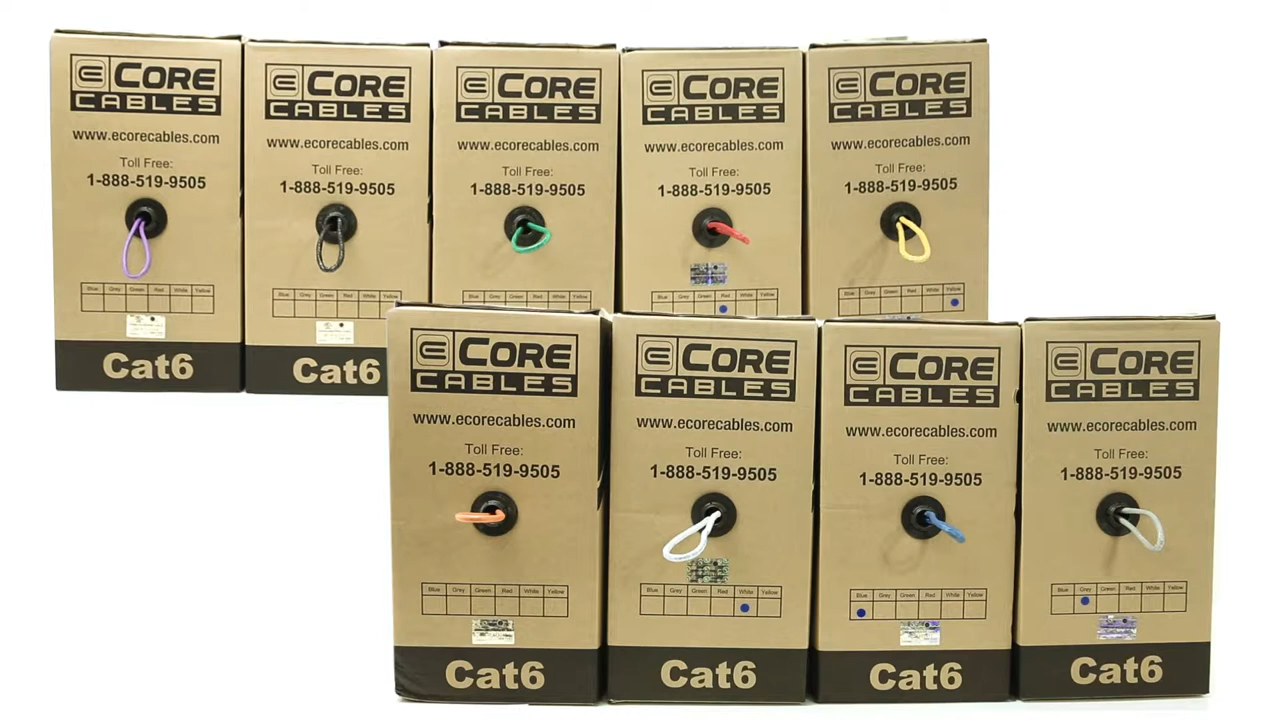 CORE
CABLES
www.ecorecables.com
Toll Free:
1-888-519-9505
Blue Grey Green Red White Yellow
Cat6
CORE
CABLES
www.ecorecables.com
Toll Free:
1-888-519-9505
Blue Grey Green Red White Yellow
Cat6
CORE
CABLES
www.ecorecables.com
Toll Free:
1-888-519-9505
Blue Grey Green Red White Yellow
CORE
CABLES
www.ecorecables.com
Toll Free:
1-888-519-9505
Blue Grey Green Red White Yellow
CORE
CABLES
www.ecorecables.com
Toll Free:
1-888-519-9505
Blue Grey Green Red White Yellow
CORE
CABLES
www.ecorecables.com
Toll Free:
1-888-519-9505
Blue Grey Green Red White Yellow
Cat6
CORE
CABLES
www.ecorecables.com
Toll Free:
1-888-519-9505
Blue Grey Green Red White Yellow
Cat6
CORE
CABLES
www.ecorecables.com
Toll Free:
1-888-519-9505
Blue Grey Green Red White Yellow
Cat6
CORE
CABLES
www.ecorecables.com
Toll Free:
1-888-519-9505
Blue Grey Green Red White Yellow
Cat6